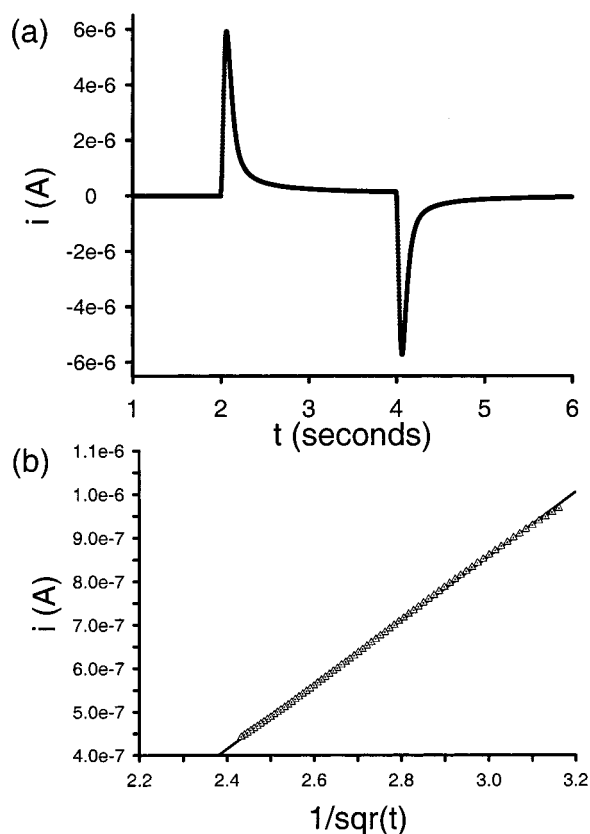 (a)
i (A)
6e-6
4e-6
2e-6
0
-2e-6
-4e-6
-6e-6
1 2 3 4 5 6
t (seconds)
(b)
i (A)
1.1e-6
1.0e-6
9.0e-7
8.0e-7
7.0e-7
6.0e-7
5.0e-7
4.0e-7
2.2 2.4 2.6 2.8 3.0 3.2
1/sqr(t)